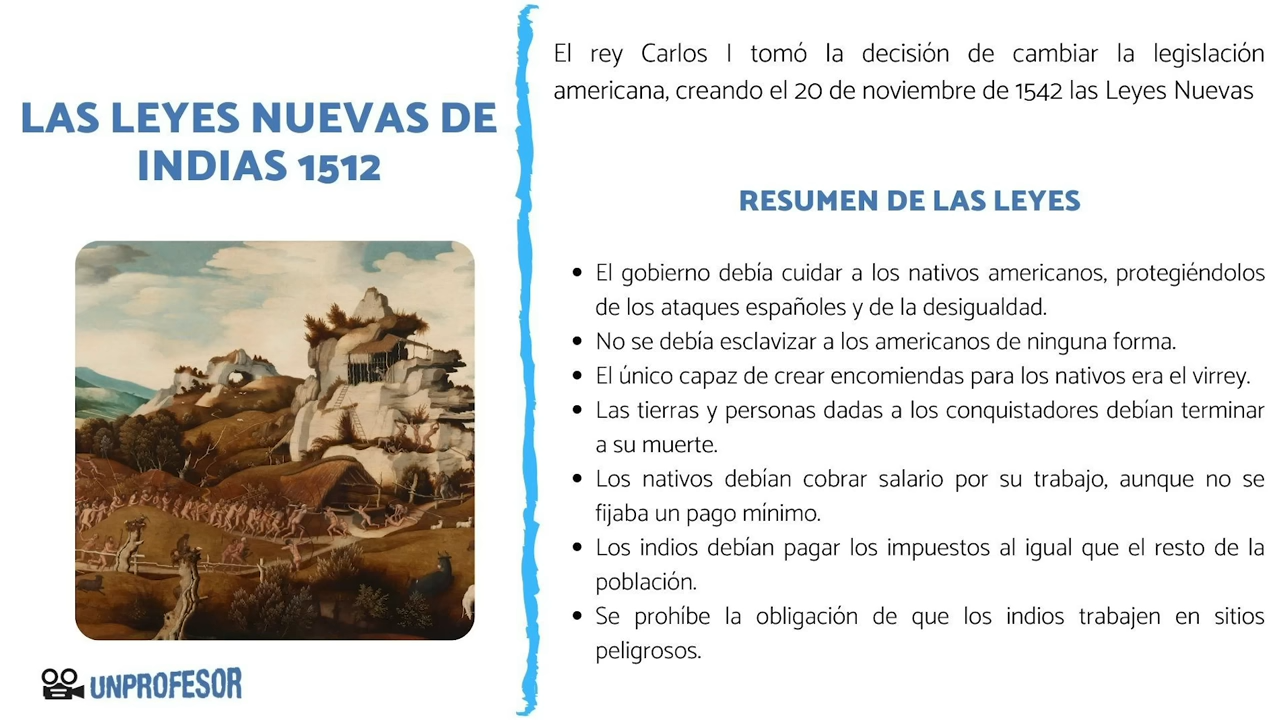 LAS LEYES NUEVAS DE
INDIAS 1512
UNPROFESOR
El rey Carlos I tomó la decisión de cambiar la legislación
americana, creando el 20 de noviembre de 1542 las Leyes Nuevas
RESUMEN DE LAS LEYES
• El gobierno debía cuidar a los nativos americanos, protegiéndolos
de los ataques españoles y de la desigualdad.
• No se debía esclavizar a los americanos de ninguna forma.
• El único capaz de crear encomiendas para los nativos era el virrey.
• Las tierras y personas dadas a los conquistadores debían terminar
a su muerte.
• Los nativos debían cobrar salario por su trabajo, aunque no se
fijaba un pago mínimo.
• Los indios debían pagar los impuestos al igual que el resto de la
población.
• Se prohíbe la obligación de que los indios trabajen en sitios
peligrosos.